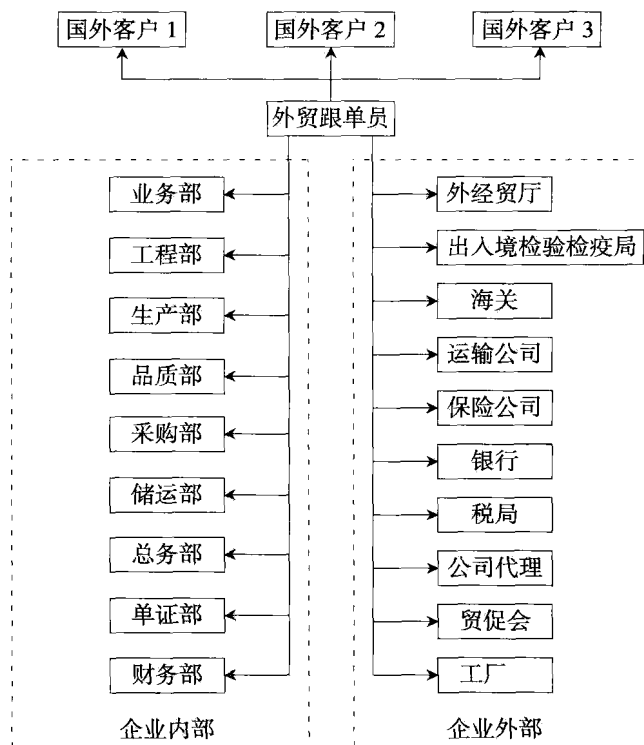 国外客户 1
国外客户 2
国外客户 3
外贸跟单员
业务部
工程部
生产部
品质部
采购部
储运部
总务部
单证部
财务部
企业内部
外经贸厅
出入境检验检疫局
海关
运输公司
保险公司
银行
税局
公司代理
贸促会
工厂
企业外部